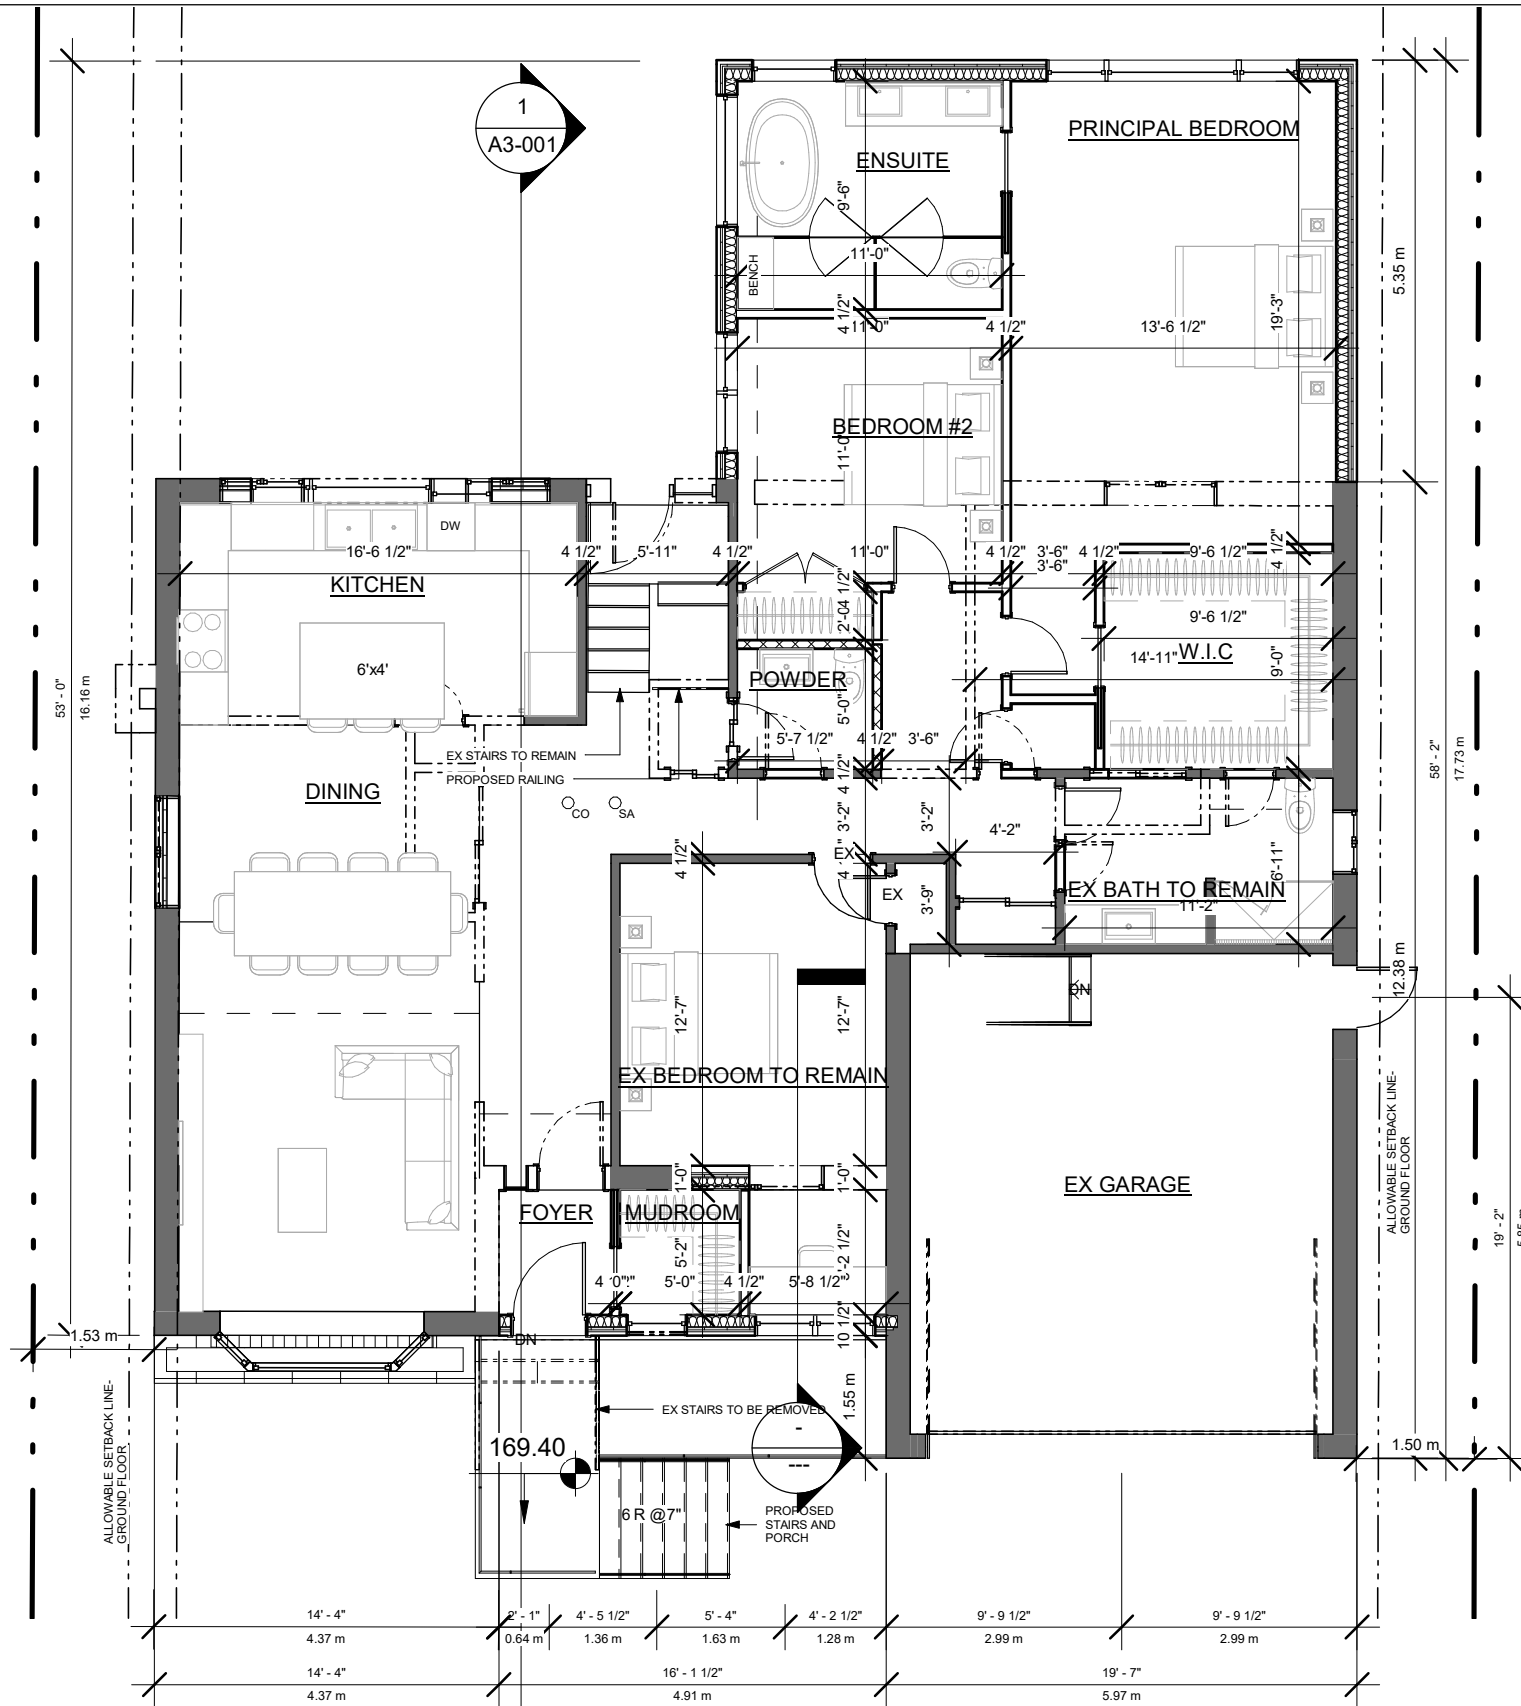 1
A3-001
PRINCIPAL BEDROOM
ENSUITE
9'-6"
11'-0"
BENCH
4 1/2"
11'-0"
4 1/2"
13'-6 1/2"
19'-3"
5.35 m
BEDROOM #2
11'-0"
DW
16'-6 1/2"
4 1/2"
5'-11"
4 1/2"
11'-0"
4 1/2"
3'-6"
3'-6"
4 1/2"
9'-6 1/2"
4 1/2"
KITCHEN
4 1/2"
2'-0"
9'-6 1/2"
W.I.C
14'-11"
9'-0"
6'x4'
POWDER
5'-0"
53' - 0"
16.16 m
5'-7 1/2"
4 1/2"
3'-6"
EX STAIRS TO REMAIN
PROPOSED RAILING
58' - 2"
17.73 m
DINING
CO
SA
4 1/2"
3'-2"
3'-2"
4'-2"
4 1/2"
EX
EX
3'-9"
6'-11"
EX BATH TO REMAIN
11'-2"
12.38 m
DN
12'-7"
12'-7"
EX BEDROOM TO REMAIN
ALLOWABLE SETBACK LINE-
GROUND FLOOR
EX GARAGE
1'-0"
1'-0"
FOYER
MUDROOM
19' - 2"
5'-2"
5'-0"
4 1/2"
5'-8 1/2"
10 1/2"
1.53 m
DN
1.55 m
ALLOWABLE SETBACK LINE-
GROUND FLOOR
EX STAIRS TO BE REMOVED
-
---
169.40
1.50 m
6 R @7"
PROPOSED
STAIRS AND
PORCH
14' - 4"
2' - 1"
4' - 5 1/2"
5' - 4"
4' - 2 1/2"
9' - 9 1/2"
9' - 9 1/2"
4.37 m
0.64 m
1.36 m
1.63 m
1.28 m
2.99 m
2.99 m
14' - 4"
16' - 1 1/2"
19' - 7"
4.37 m
4.91 m
5.97 m